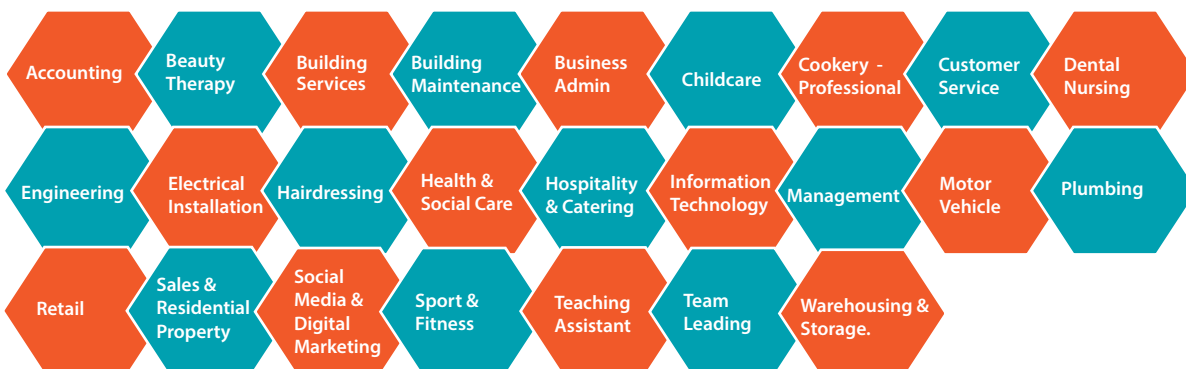 Accounting
Beauty
Therapy
Building
Services
Building
Maintenance
Business
Admin
Childcare
Cookery -
Professional
Customer
Service
Dental
Nursing
Engineering
Electrical
Installation
Hairdressing
Health &
Social Care
Hospitality
& Catering
Information
Technology
Management
Motor
Vehicle
Plumbing
Retail
Sales &
Residential
Property
Social
Media &
Digital
Marketing
Sport &
Fitness
Teaching
Assistant
Team
Leading
Warehousing &
Storage.